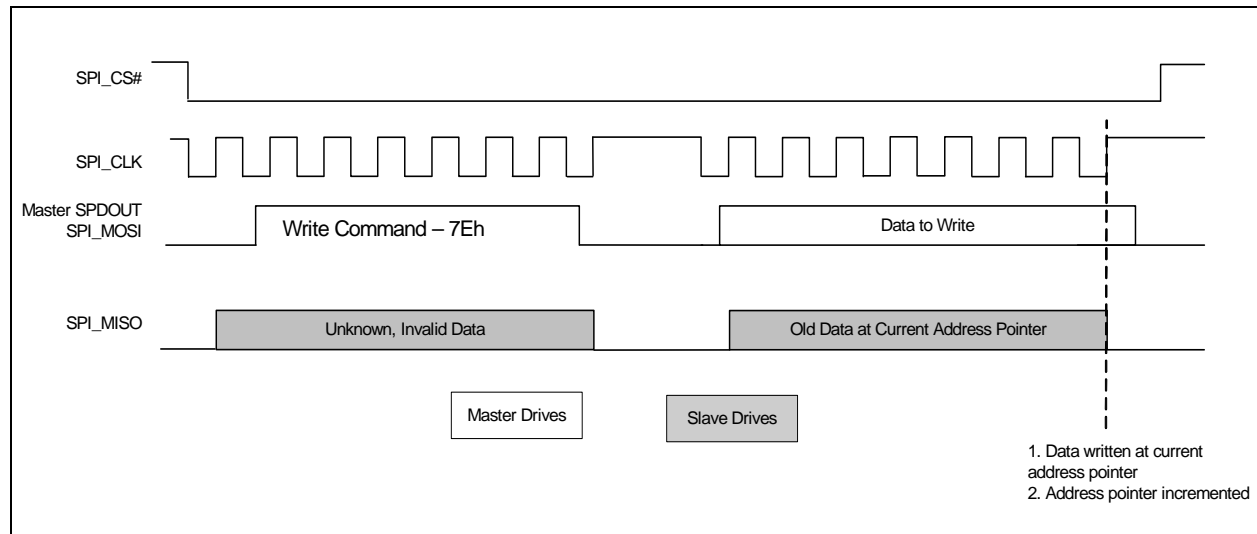 SPI_CS#
SPI_CLK
Master SPDOUT
SPI_MOSI
Write Command – 7Eh
Data to Write
SPI_MISO
Unknown, Invalid Data
Old Data at Current Address Pointer
Master Drives
Slave Drives
1. Data written at current
address pointer
2. Address pointer incremented